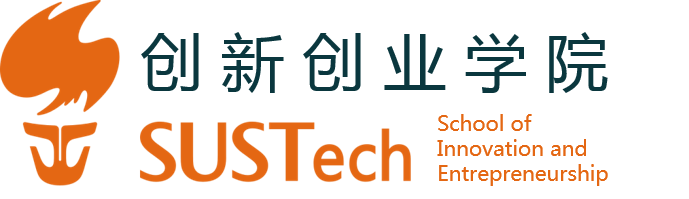 创新创业学院
SUSTech
School of
Innovation and
Entrepreneurship